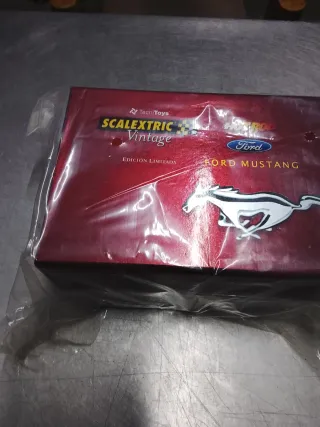 TecniToys
SCALEXTRIC
Vintage
Ford
EDICIÓN LIMITADA
FORD MUSTANG